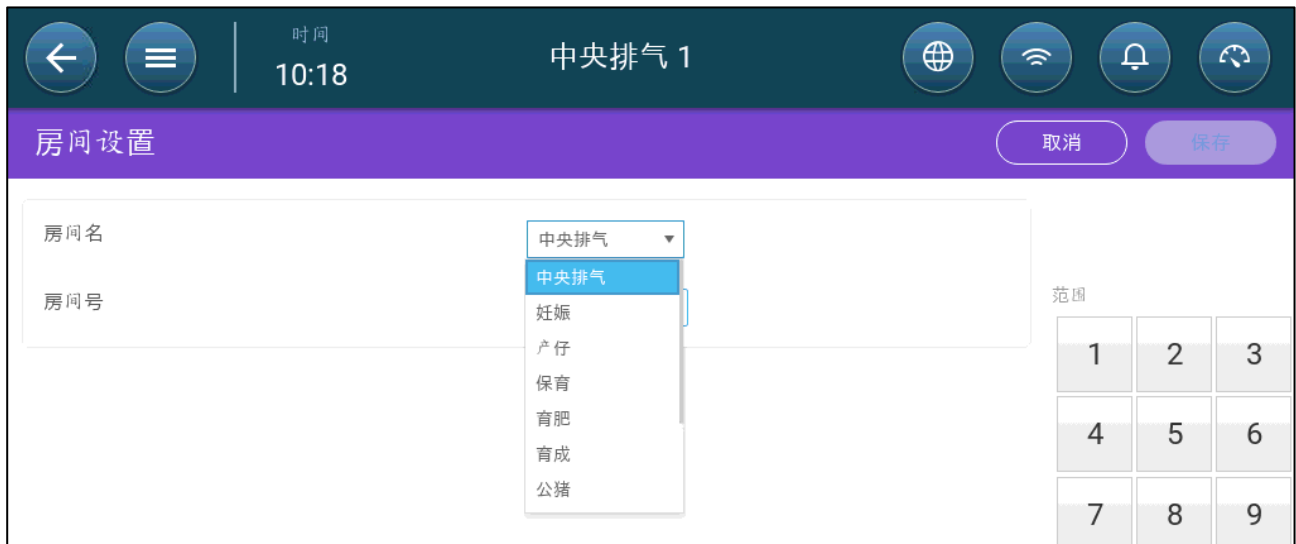 时间
10:18
中央排气 1
房间设置
取消
保存
房间名
中央排气
中央排气
妊娠
房间号
产仔
保育
育肥
育成
公猪
范围
1 2 3
4 5 6
7 8 9